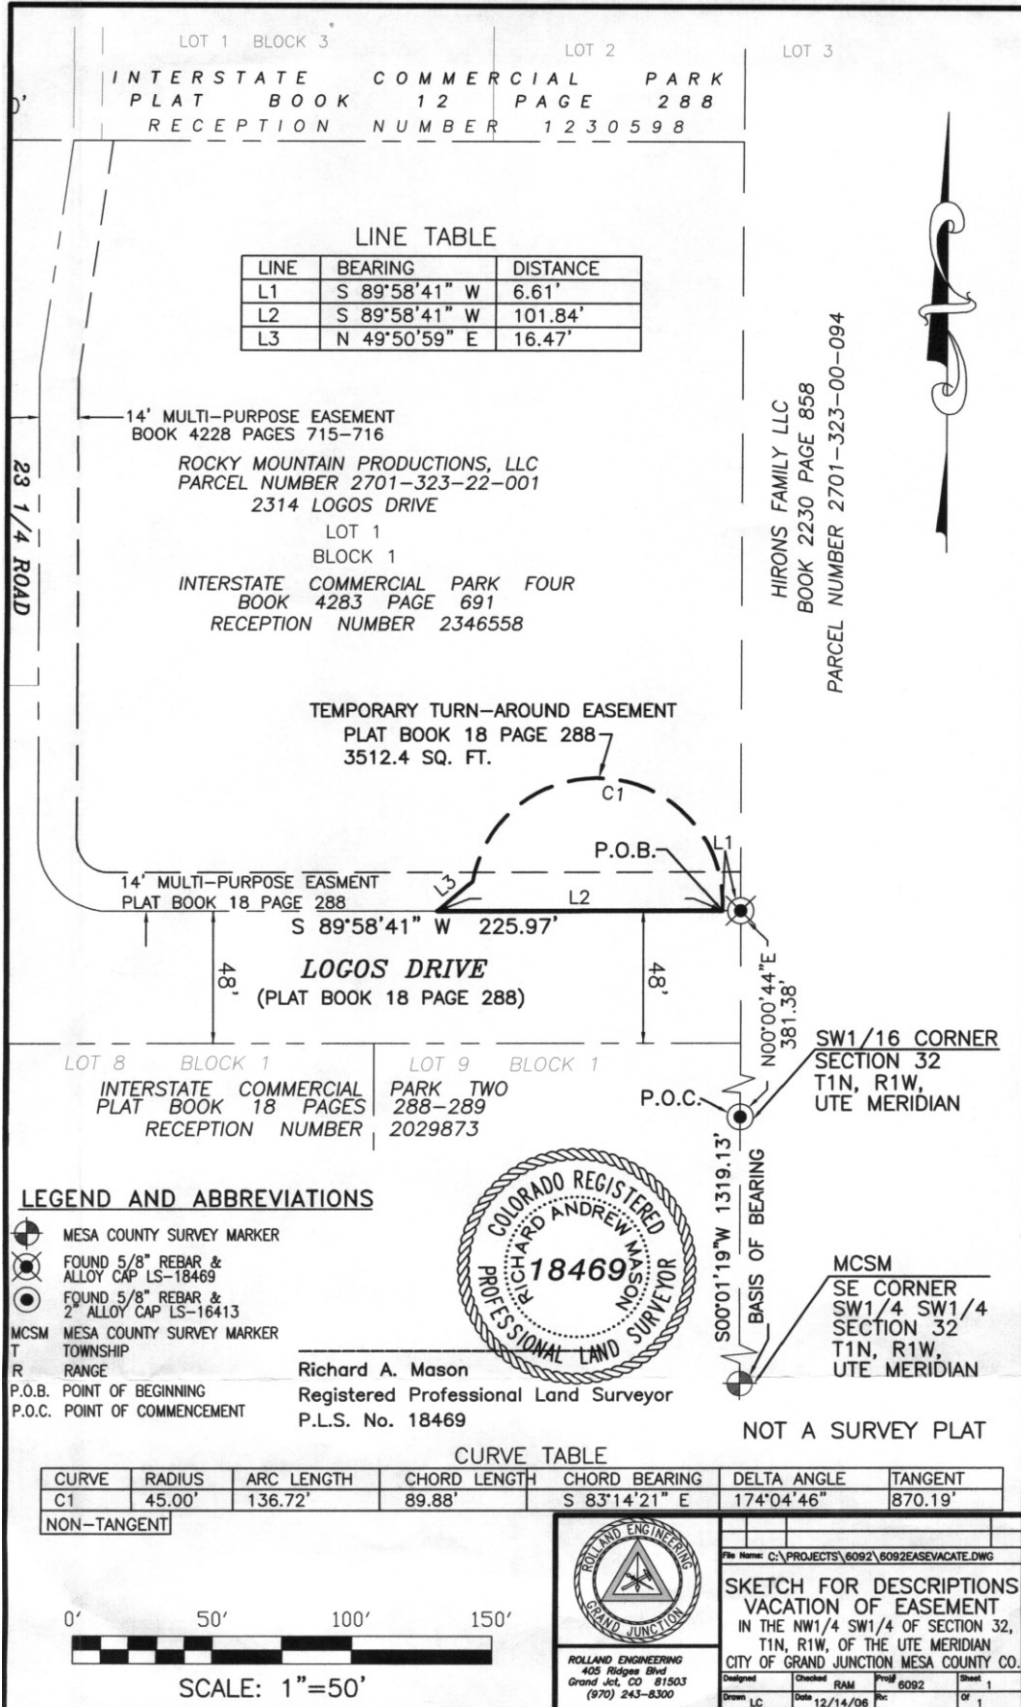 LOT 1 BLOCK 3
LOT 2
LOT 3
INTERSTATE COMMERCIAL PARK
PLAT BOOK 12 PAGE 288
RECEPTION NUMBER 1230598
LINE TABLE
LINE BEARING DISTANCE
L1 S 89°58'41" W 6.61'
L2 S 89°58'41" W 101.84'
L3 N 49°50'59" E 16.47'
14' MULTI-PURPOSE EASEMENT
BOOK 4228 PAGES 715-716
ROCKY MOUNTAIN PRODUCTIONS, LLC
PARCEL NUMBER 2701-323-22-001
2314 LOGOS DRIVE
LOT 1
BLOCK 1
INTERSTATE COMMERCIAL PARK FOUR
BOOK 4283 PAGE 691
RECEPTION NUMBER 2346558
23 1/4 ROAD
HIRONS FAMILY LLC
BOOK 2230 PAGE 858
PARCEL NUMBER 2701-323-00-094
TEMPORARY TURN-AROUND EASEMENT
PLAT BOOK 18 PAGE 288
3512.4 SQ. FT.
C1
P.O.B.
L1
L3
L2
14' MULTI-PURPOSE EASMENT
PLAT BOOK 18 PAGE 288
S 89°58'41" W 225.97'
48'
LOGOS DRIVE
(PLAT BOOK 18 PAGE 288)
48'
N00°00'44"E
381.38'
SW1/16 CORNER
SECTION 32
T1N, R1W,
UTE MERIDIAN
P.O.C.
LOT 8 BLOCK 1
LOT 9 BLOCK 1
INTERSTATE COMMERCIAL PARK TWO
PLAT BOOK 18 PAGES 288-289
RECEPTION NUMBER 2029873
S00°01'19"W 1319.13'
BASIS OF BEARING
MCSM
SE CORNER
SW1/4 SW1/4
SECTION 32
T1N, R1W,
UTE MERIDIAN
LEGEND AND ABBREVIATIONS
MESA COUNTY SURVEY MARKER
FOUND 5/8" REBAR &
ALLOY CAP LS-18469
FOUND 5/8" REBAR &
2" ALLOY CAP LS-16413
MCSM MESA COUNTY SURVEY MARKER
T TOWNSHIP
R RANGE
P.O.B. POINT OF BEGINNING
P.O.C. POINT OF COMMENCEMENT
COLORADO REGISTERED
RICHARD ANDREW MASON
18469
PROFESSIONAL LAND SURVEYOR
Richard A. Mason
Registered Professional Land Surveyor
P.L.S. No. 18469
NOT A SURVEY PLAT
CURVE TABLE
CURVE RADIUS ARC LENGTH CHORD LENGTH CHORD BEARING DELTA ANGLE TANGENT
C1 45.00' 136.72' 89.88' S 83°14'21" E 174°04'46" 870.19'
NON-TANGENT
0' 50' 100' 150'
SCALE: 1"=50'
ROLLAND ENGINEERING
GRAND JUNCTION
ROLLAND ENGINEERING
405 Ridges Blvd
Grand Jct, CO 81503
(970) 243-8300
File Name: C:\PROJECTS\6092\6092EASEVACATE.DWG
SKETCH FOR DESCRIPTIONS
VACATION OF EASEMENT
IN THE NW1/4 SW1/4 OF SECTION 32,
T1N, R1W, OF THE UTE MERIDIAN
CITY OF GRAND JUNCTION MESA COUNTY CO.
Designed Checked RAM Proj# 6092 Sheet 1
Drawn LC Date 12/14/06 Rv: Of 1